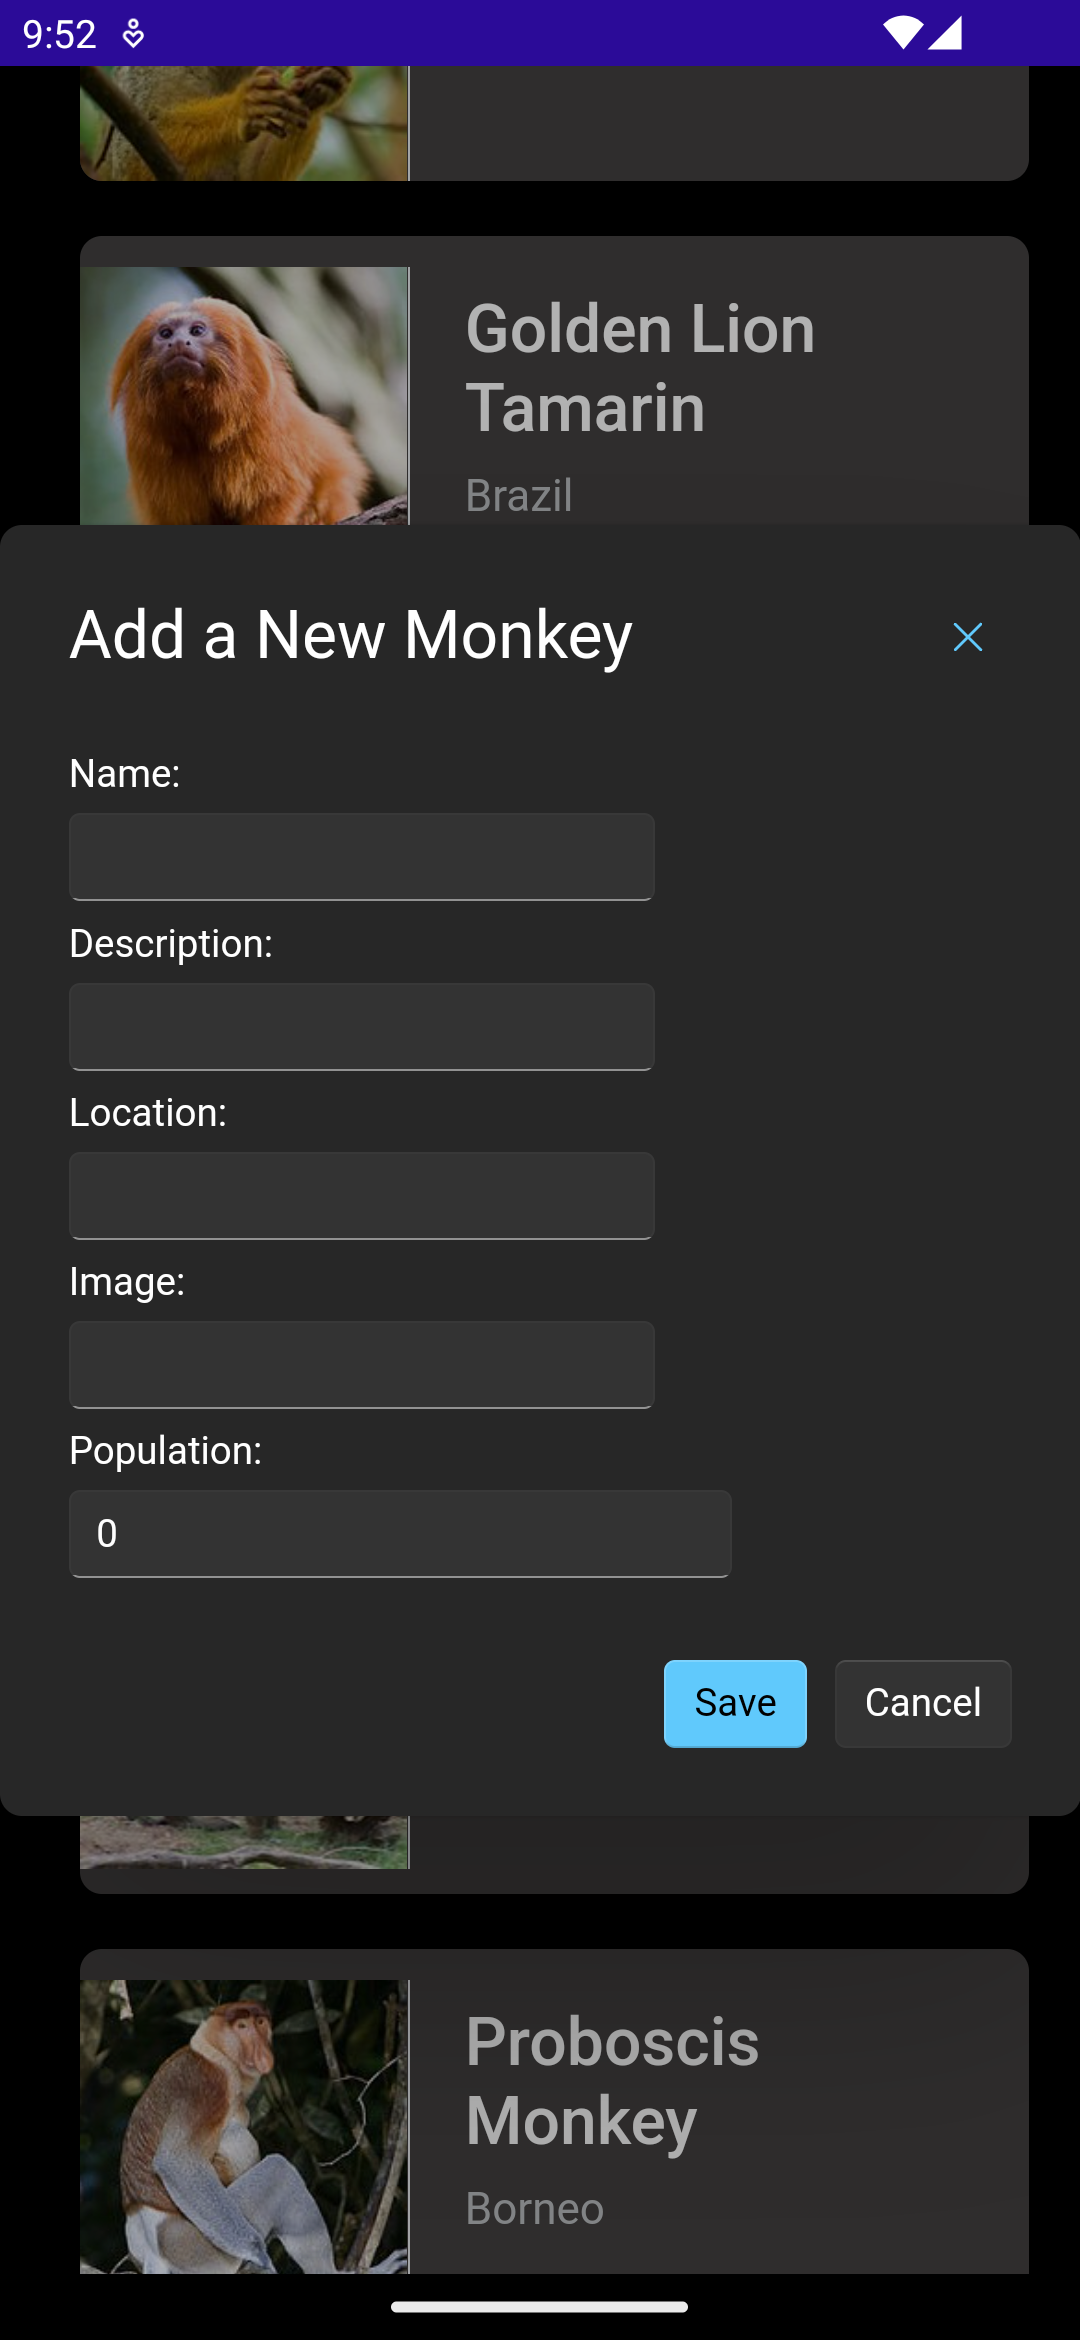 9:52
Golden Lion
Tamarin
Brazil
Add a New Monkey
Name:
Description:
Location:
Image:
Population:
0
Save
Cancel
Proboscis
Monkey
Borneo